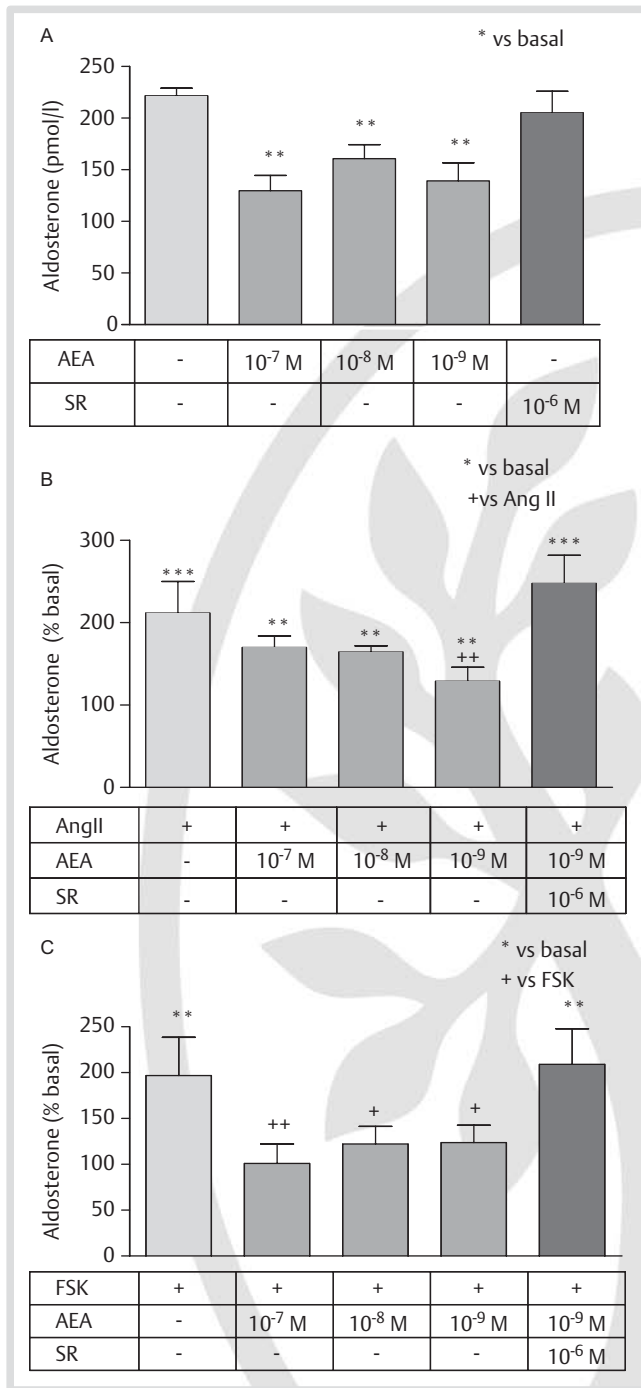 A
* vs basal
Aldosterone (pmol/l)
250
200
150
100
50
0
**
**
**
AEA - 10⁻⁷ M 10⁻⁸ M 10⁻⁹ M -
SR - - - - 10⁻⁶ M
B
* vs basal
+vs Ang II
Aldosterone (% basal)
300
200
100
0
***
**
**
**
++
***
AngII + + + + +
AEA - 10⁻⁷ M 10⁻⁸ M 10⁻⁹ M 10⁻⁹ M
SR - - - - 10⁻⁶ M
C
* vs basal
+ vs FSK
Aldosterone (% basal)
250
200
150
100
50
0
**
++
+
+
**
FSK + + + + +
AEA - 10⁻⁷ M 10⁻⁸ M 10⁻⁹ M 10⁻⁹ M
SR - - - - 10⁻⁶ M